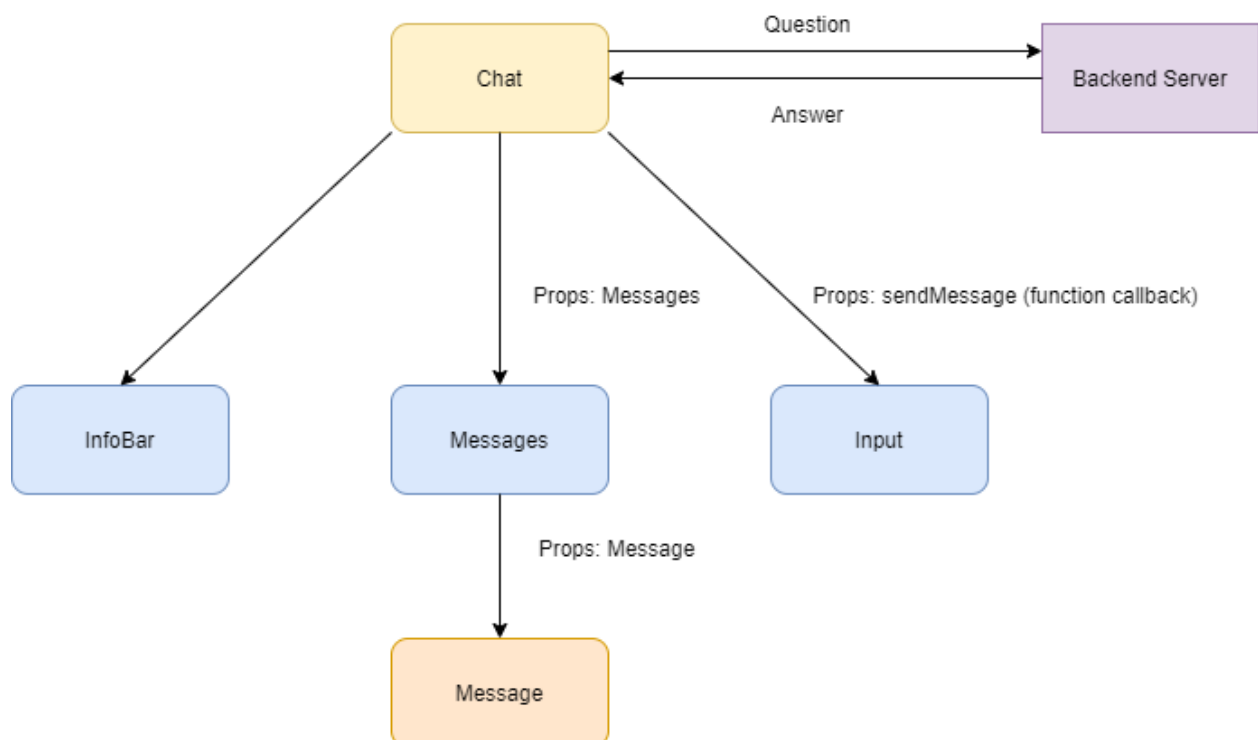 Question
Chat
Backend Server
Answer
Props: Messages
Props: sendMessage (function callback)
InfoBar
Messages
Input
Props: Message
Message